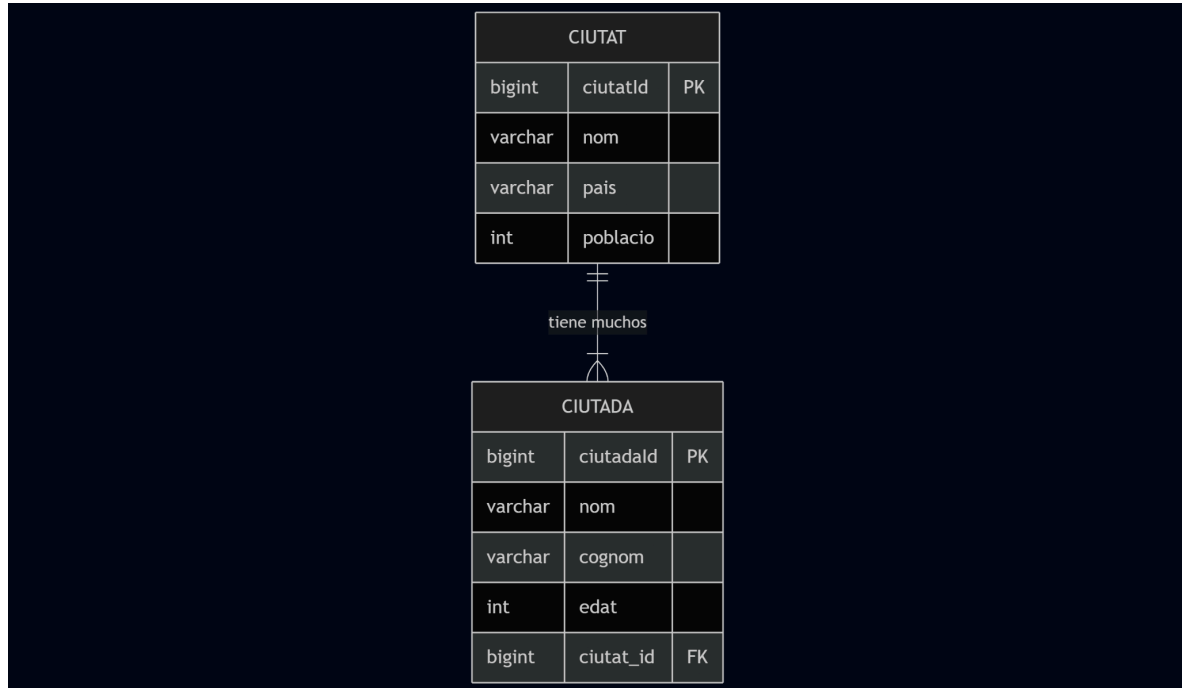 CIUTAT
bigint ciutatId PK
varchar nom
varchar pais
int poblacio
tiene muchos
CIUTADA
bigint ciutadaId PK
varchar nom
varchar cognom
int edat
bigint ciutat_id FK